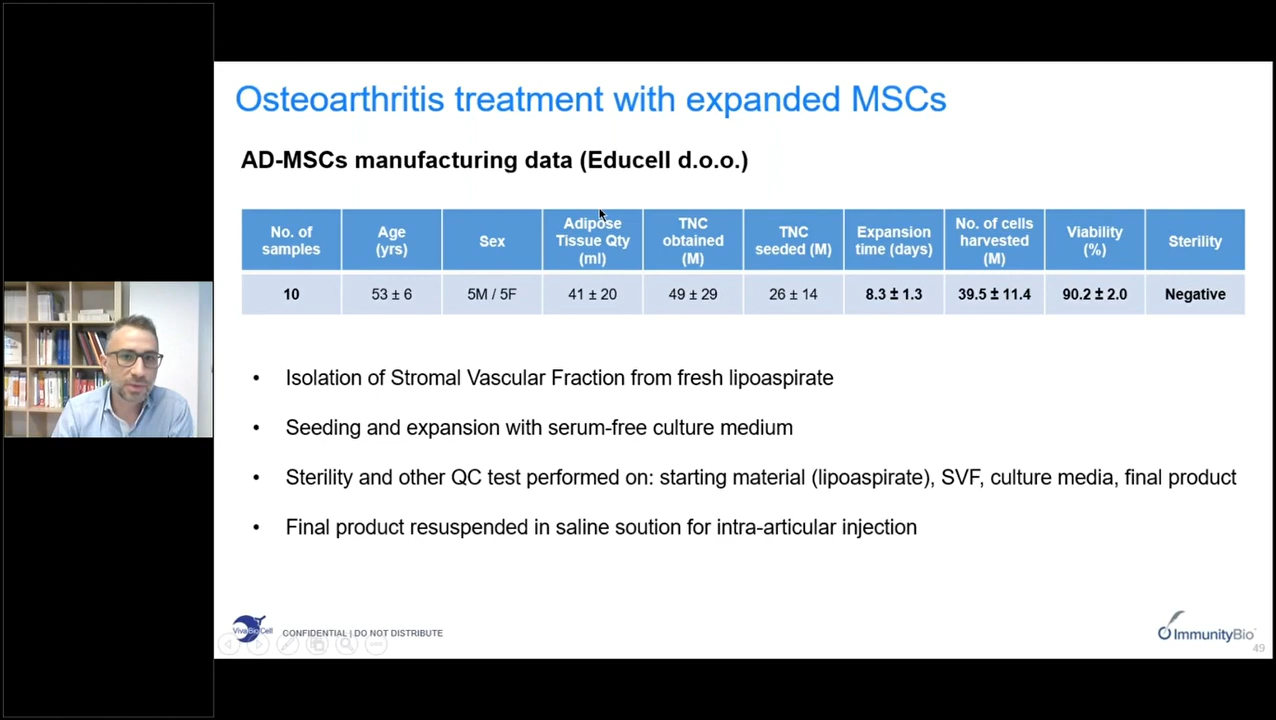 Osteoarthritis treatment with expanded MSCs
AD-MSCs manufacturing data (Educell d.o.o.)
No. of samples
Age (yrs)
Sex
Adipose Tissue Qty (ml)
TNC obtained (M)
TNC seeded (M)
Expansion time (days)
No. of cells harvested (M)
Viability (%)
Sterility
10
53 ± 6
5M / 5F
41 ± 20
49 ± 29
26 ± 14
8.3 ± 1.3
39.5 ± 11.4
90.2 ± 2.0
Negative
• Isolation of Stromal Vascular Fraction from fresh lipoaspirate
• Seeding and expansion with serum-free culture medium
• Sterility and other QC test performed on: starting material (lipoaspirate), SVF, culture media, final product
• Final product resuspended in saline soution for intra-articular injection
VivaBioCell
CONFIDENTIAL | DO NOT DISTRIBUTE
ImmunityBio
49